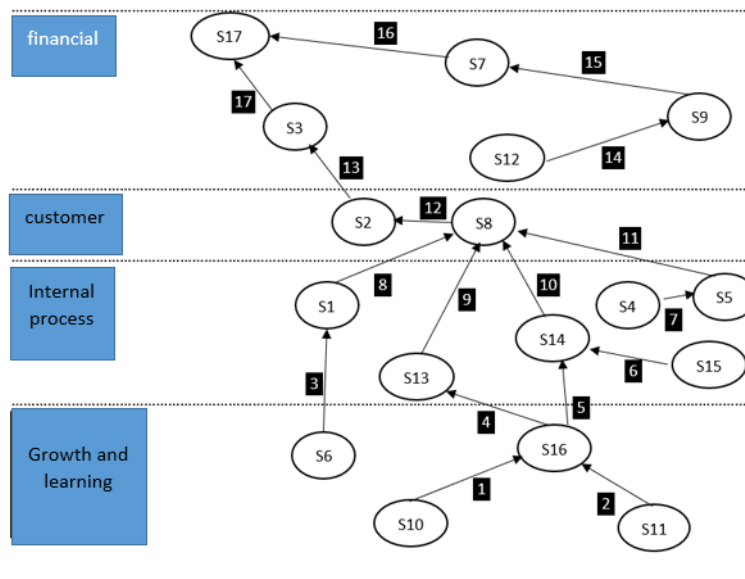 financial
S17
16
S7
15
S9
17
S3
S12
14
13
customer
S2
12
S8
11
Internal
process
S1
8
9
10
S4
7
S5
S14
6
S15
3
S13
4
5
Growth and
learning
S6
S16
1
2
S10
S11